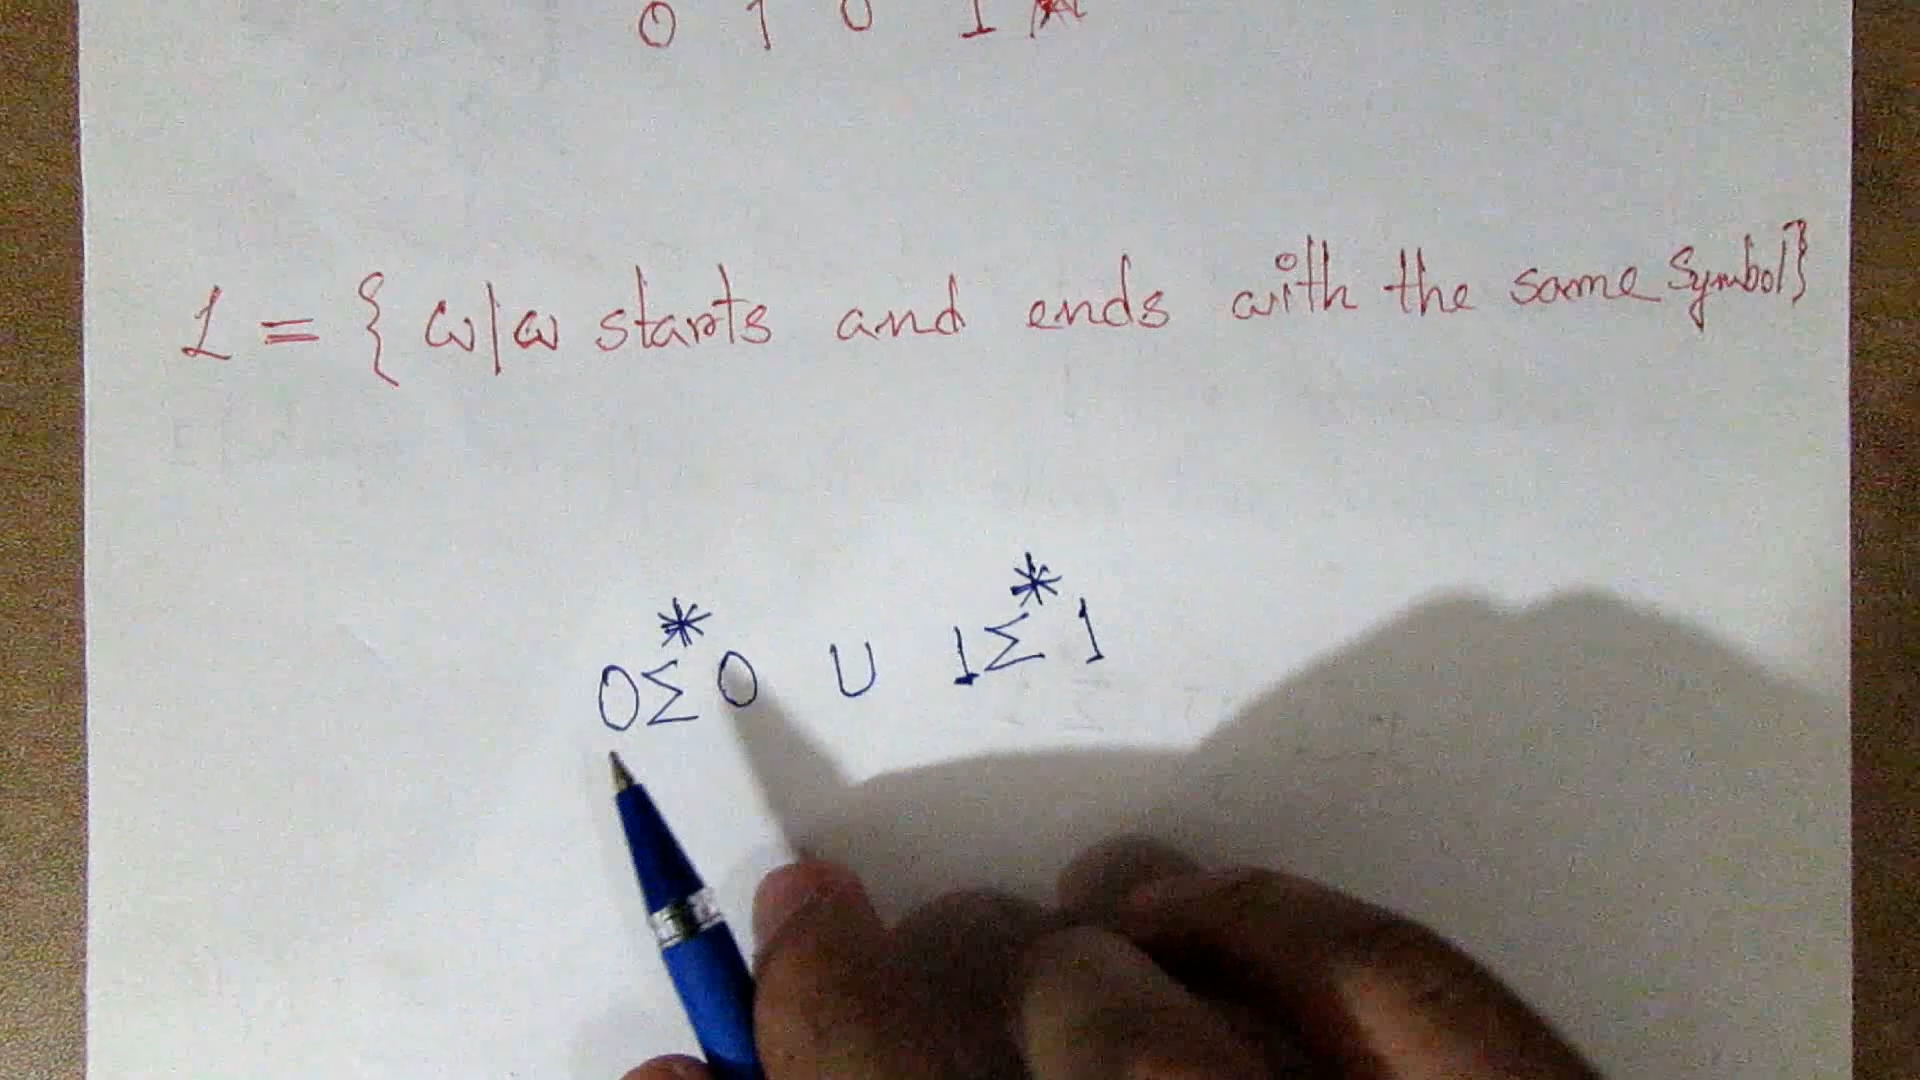 0 1 0 1
L = { w | w starts and ends with the same symbol}
0Σ*0 ∪ 1Σ*1